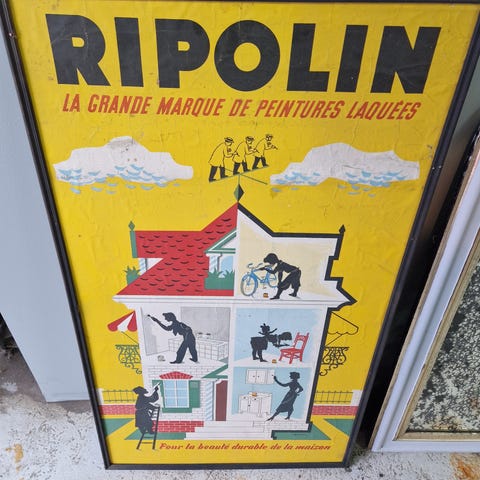 RIPOLIN
LA GRANDE MARQUE DE PEINTURES LAQUÉES
Pour la beauté durable de la maison